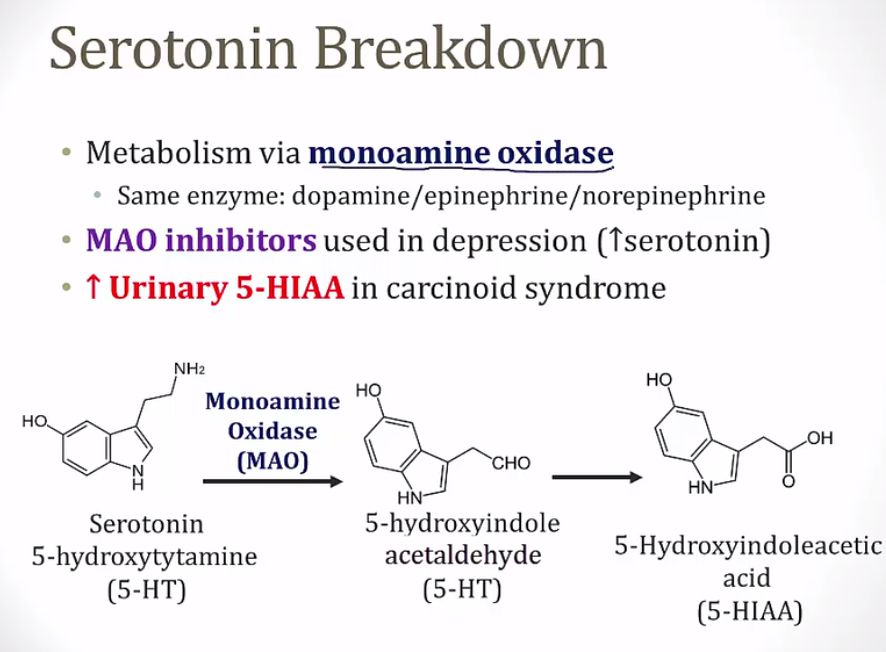 Serotonin Breakdown
• Metabolism via monoamine oxidase
• Same enzyme: dopamine/epinephrine/norepinephrine
• MAO inhibitors used in depression (↑serotonin)
• ↑ Urinary 5-HIAA in carcinoid syndrome
NH₂
HO
N
H
Monoamine
Oxidase
(MAO)
HO
CHO
HN
HO
OH
O
HN
Serotonin
5-hydroxytytamine
(5-HT)
5-hydroxyindole
acetaldehyde
(5-HT)
5-Hydroxyindoleacetic
acid
(5-HIAA)